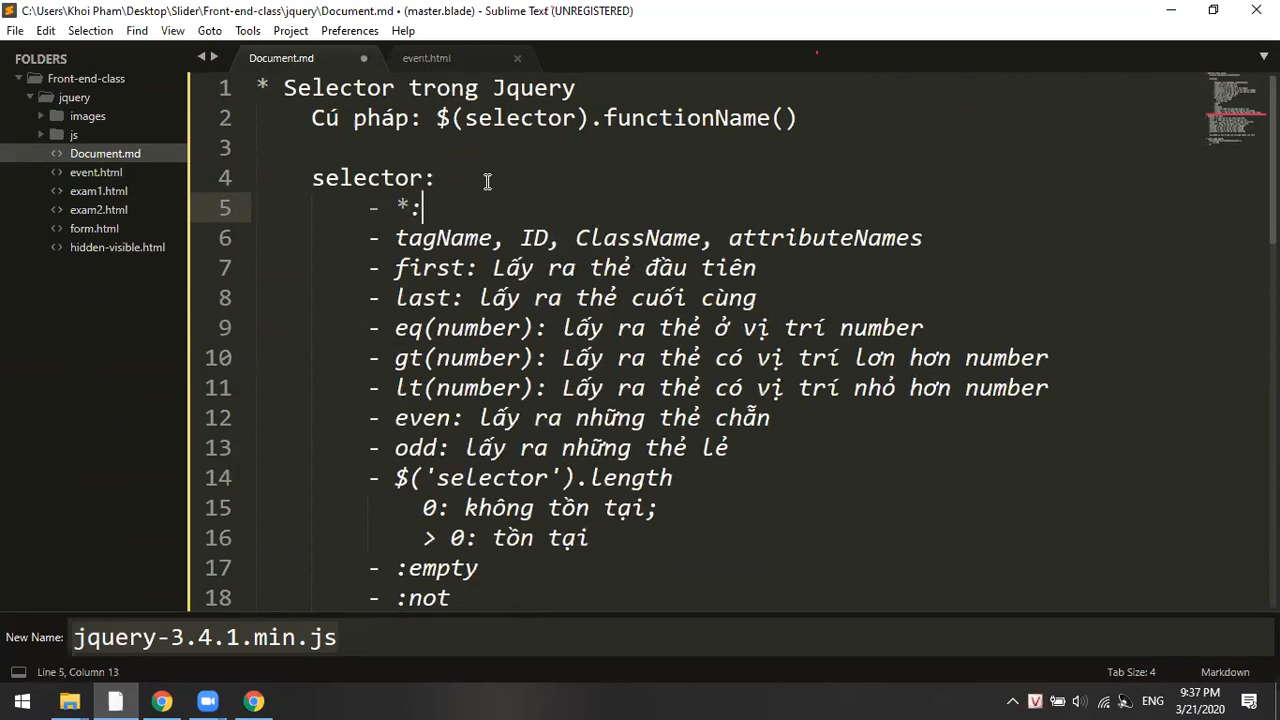 C:\Users\Khoi Pham\Desktop\Slider\Front-end-class\jquery\Document.md • (master.blade) - Sublime Text (UNREGISTERED)
File Edit Selection Find View Goto Tools Project Preferences Help
FOLDERS
Front-end-class
jquery
images
js
Document.md
event.html
exam1.html
exam2.html
form.html
hidden-visible.html
Document.md
event.html
1 * Selector trong Jquery
2 Cú pháp: $(selector).functionName()
3
4 selector:
5 - *:
6 - tagName, ID, ClassName, attributeNames
7 - first: Lấy ra thẻ đầu tiên
8 - last: lấy ra thẻ cuối cùng
9 - eq(number): lấy ra thẻ ở vị trí number
10 - gt(number): Lấy ra thẻ có vị trí lơn hơn number
11 - lt(number): Lấy ra thẻ có vị trí nhỏ hơn number
12 - even: lấy ra những thẻ chẵn
13 - odd: lấy ra những thẻ lẻ
14 - $('selector').length
15 0: không tồn tại;
16 > 0: tồn tại
17 - :empty
18 - :not
New Name: jquery-3.4.1.min.js
Line 5, Column 13
Tab Size: 4
Markdown
ENG
9:37 PM
3/21/2020